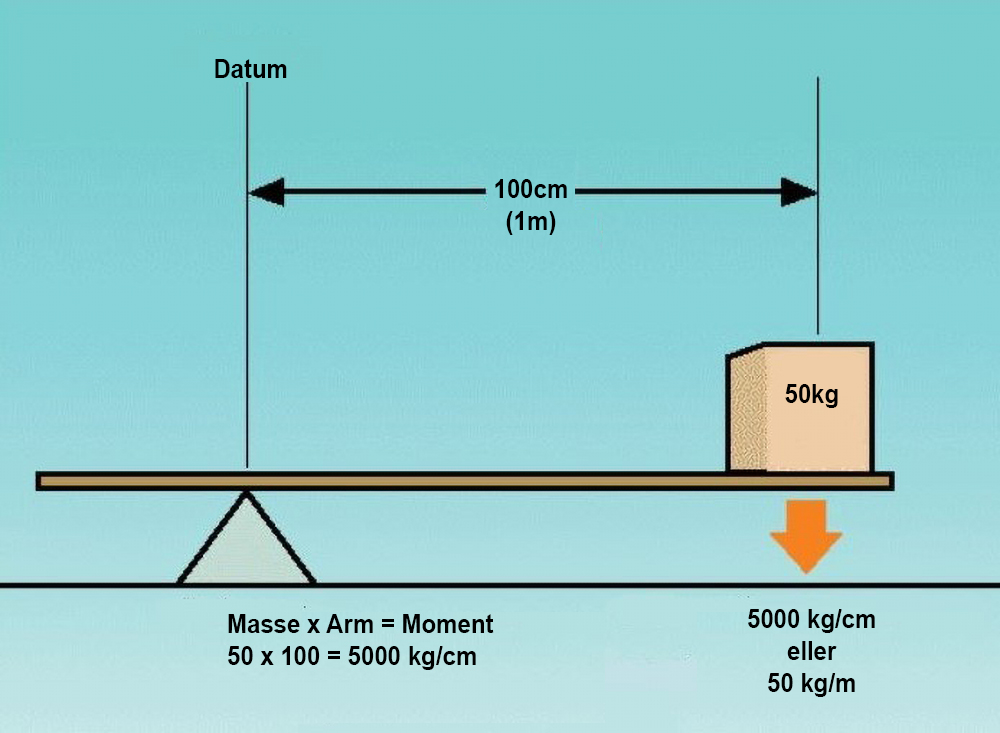 Datum
100cm
(1m)
50kg
Masse x Arm = Moment
50 x 100 = 5000 kg/cm
5000 kg/cm
eller
50 kg/m